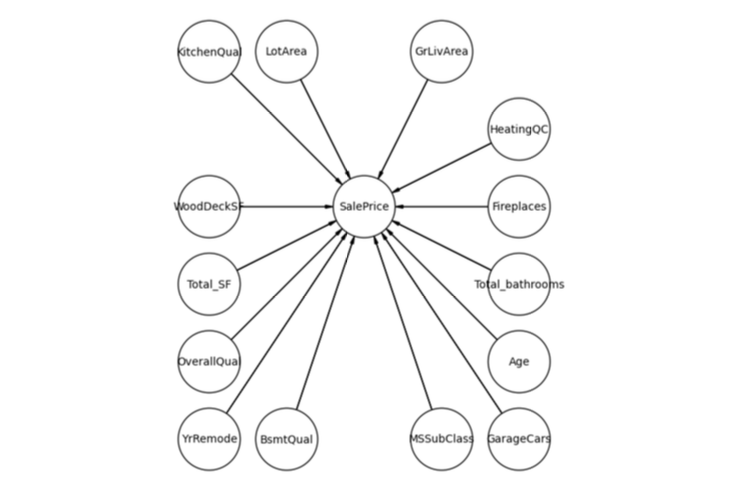 KitchenQual
LotArea
GrLivArea
HeatingQC
WoodDeckSF
SalePrice
Fireplaces
Total_SF
Total_bathrooms
OverallQual
Age
YrRemode
BsmtQual
MSSubClass
GarageCars